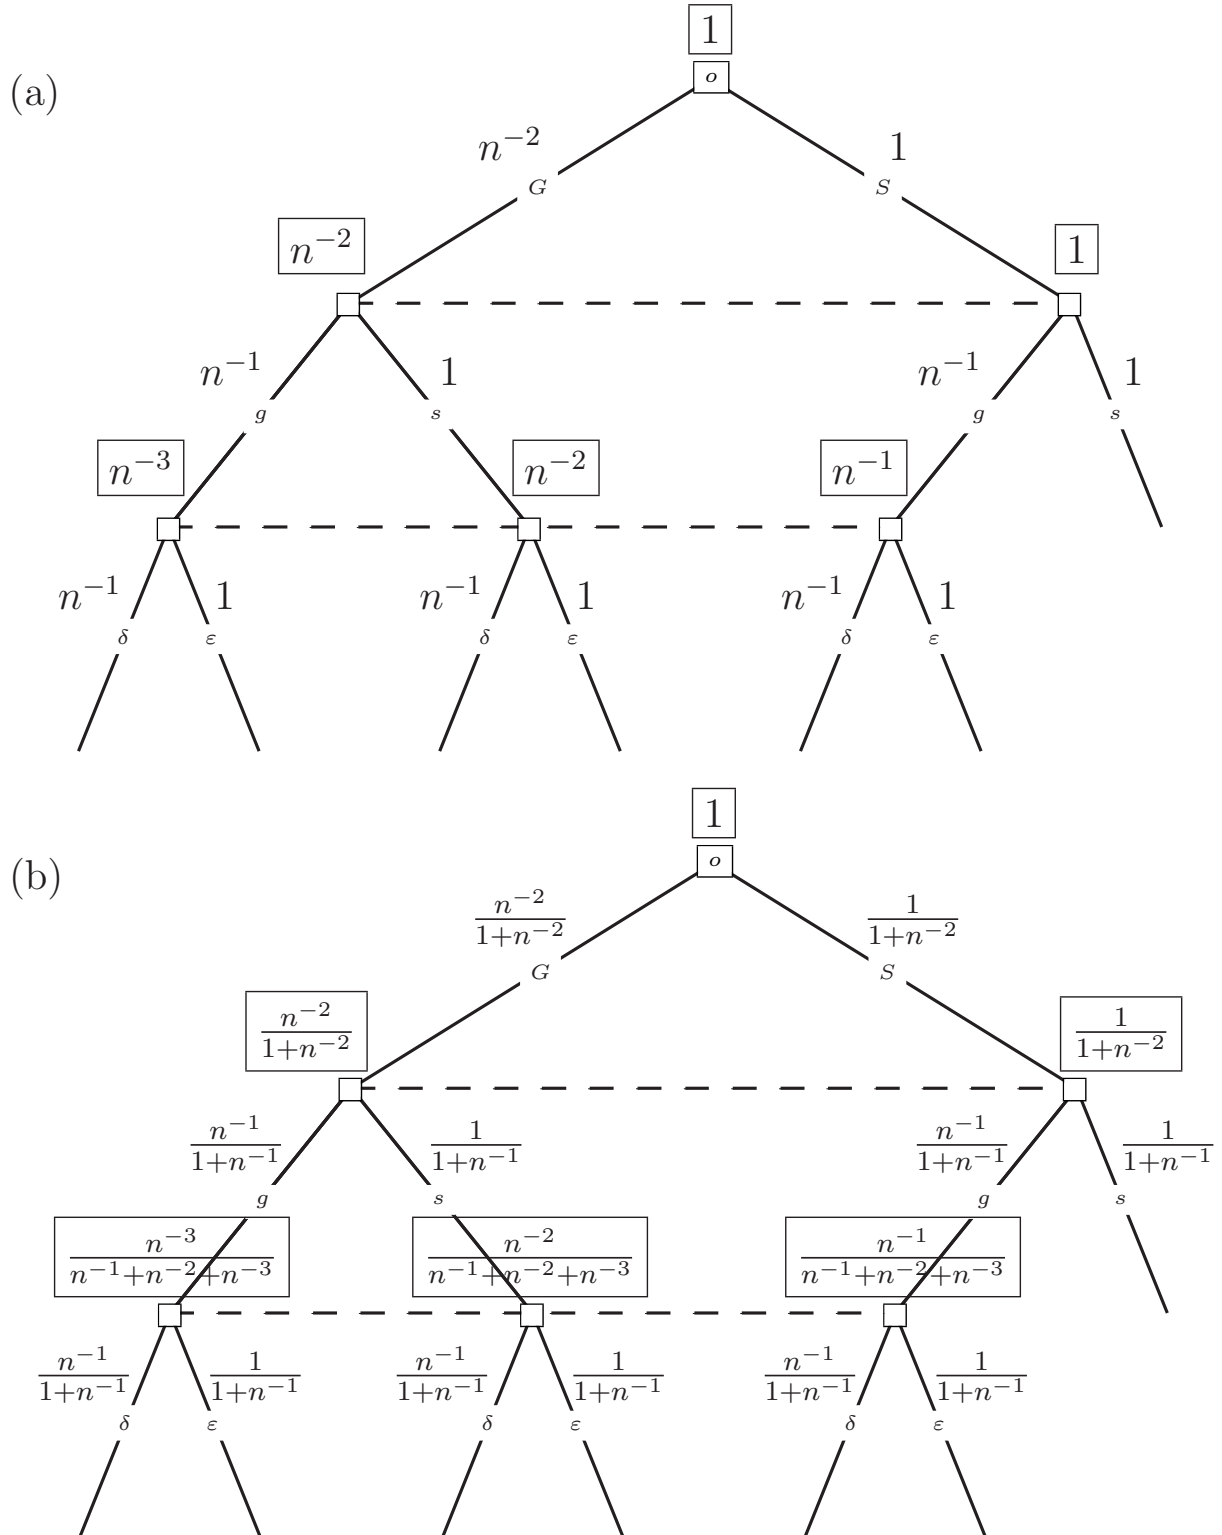 1
o
(a)
n⁻² 1
G S
n⁻² 1
n⁻¹ 1 n⁻¹ 1
g s g s
n⁻³ n⁻² n⁻¹
n⁻¹ 1 n⁻¹ 1 n⁻¹ 1
δ ε δ ε δ ε
1
o
(b)
n⁻²/(1+n⁻²) 1/(1+n⁻²)
G S
n⁻²/(1+n⁻²) 1/(1+n⁻²)
n⁻¹/(1+n⁻¹) 1/(1+n⁻¹) n⁻¹/(1+n⁻¹) 1/(1+n⁻¹)
g s g s
n⁻³/(n⁻¹+n⁻²+n⁻³) n⁻²/(n⁻¹+n⁻²+n⁻³) n⁻¹/(n⁻¹+n⁻²+n⁻³)
n⁻¹/(1+n⁻¹) 1/(1+n⁻¹) n⁻¹/(1+n⁻¹) 1/(1+n⁻¹) n⁻¹/(1+n⁻¹) 1/(1+n⁻¹)
δ ε δ ε δ ε